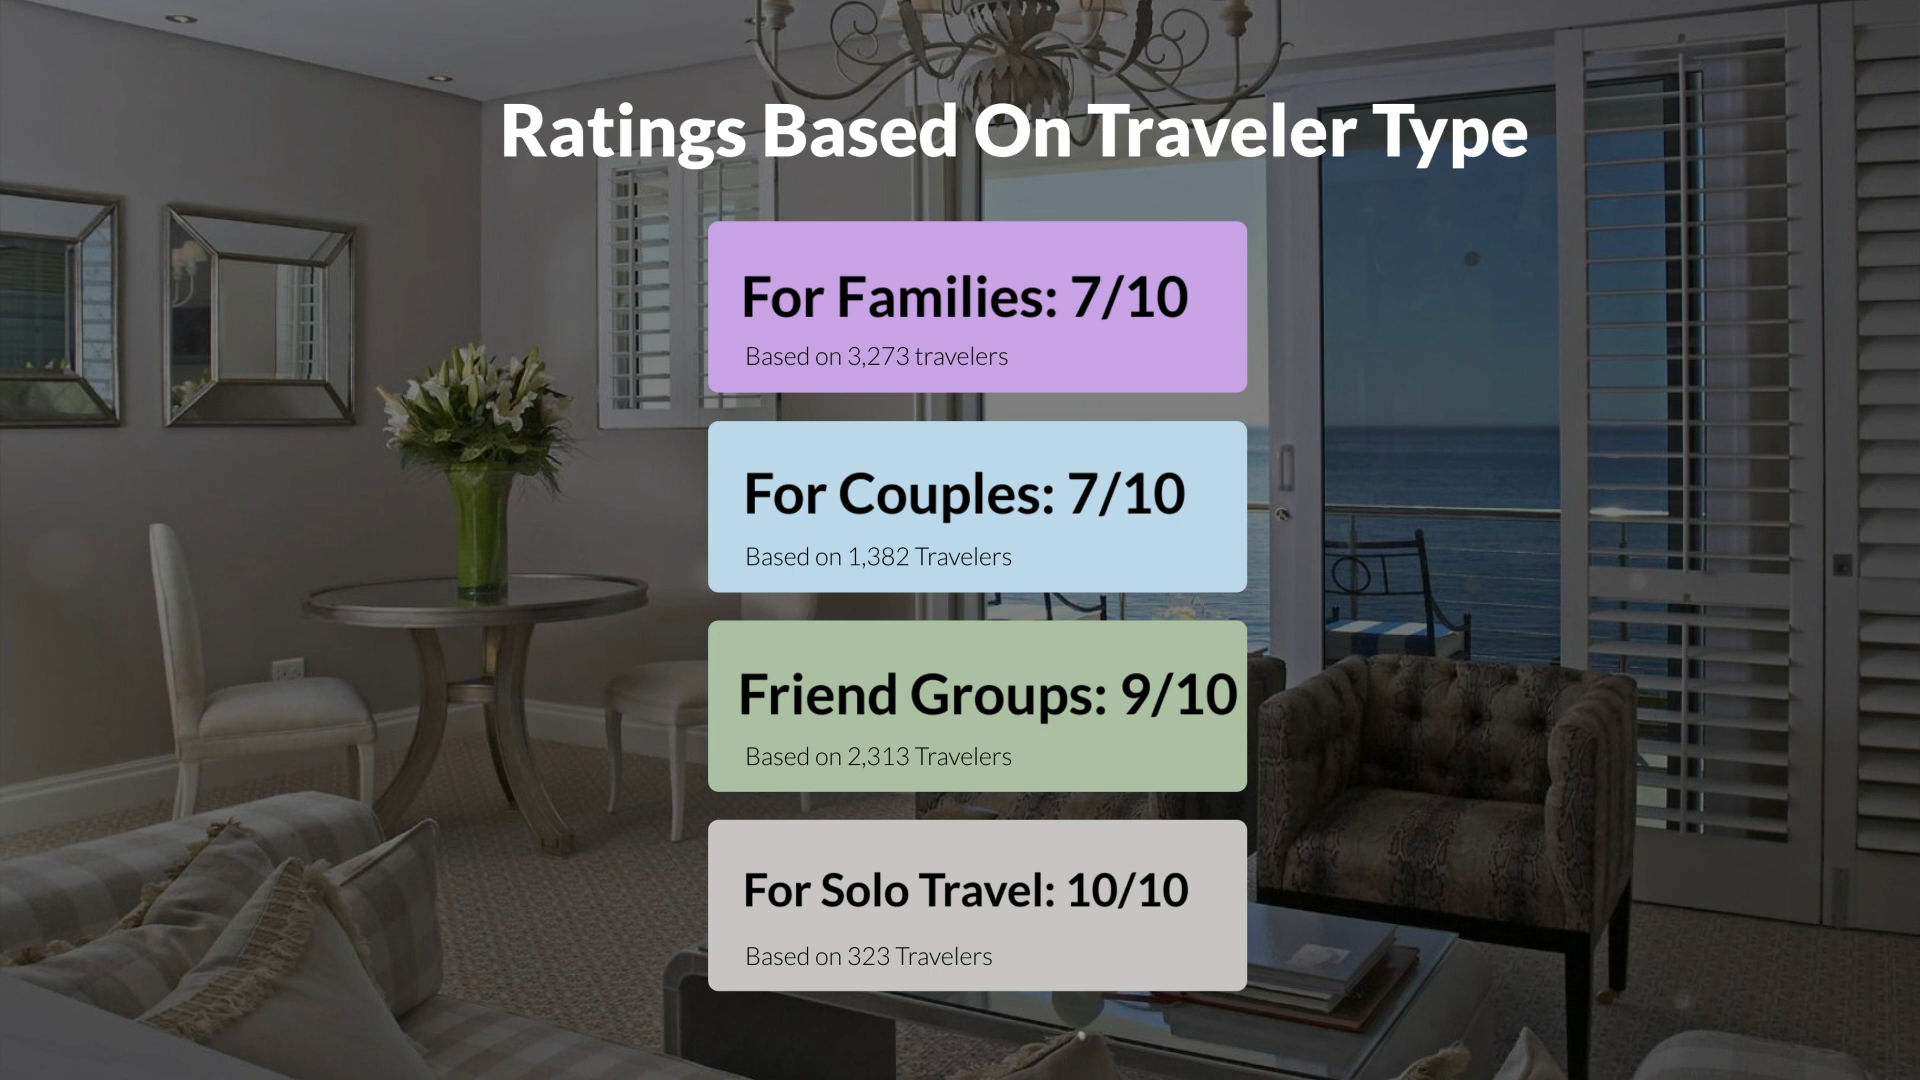 Ratings Based On Traveler Type
For Families: 7/10
Based on 3,273 travelers
For Couples: 7/10
Based on 1,382 Travelers
Friend Groups: 9/10
Based on 2,313 Travelers
For Solo Travel: 10/10
Based on 323 Travelers